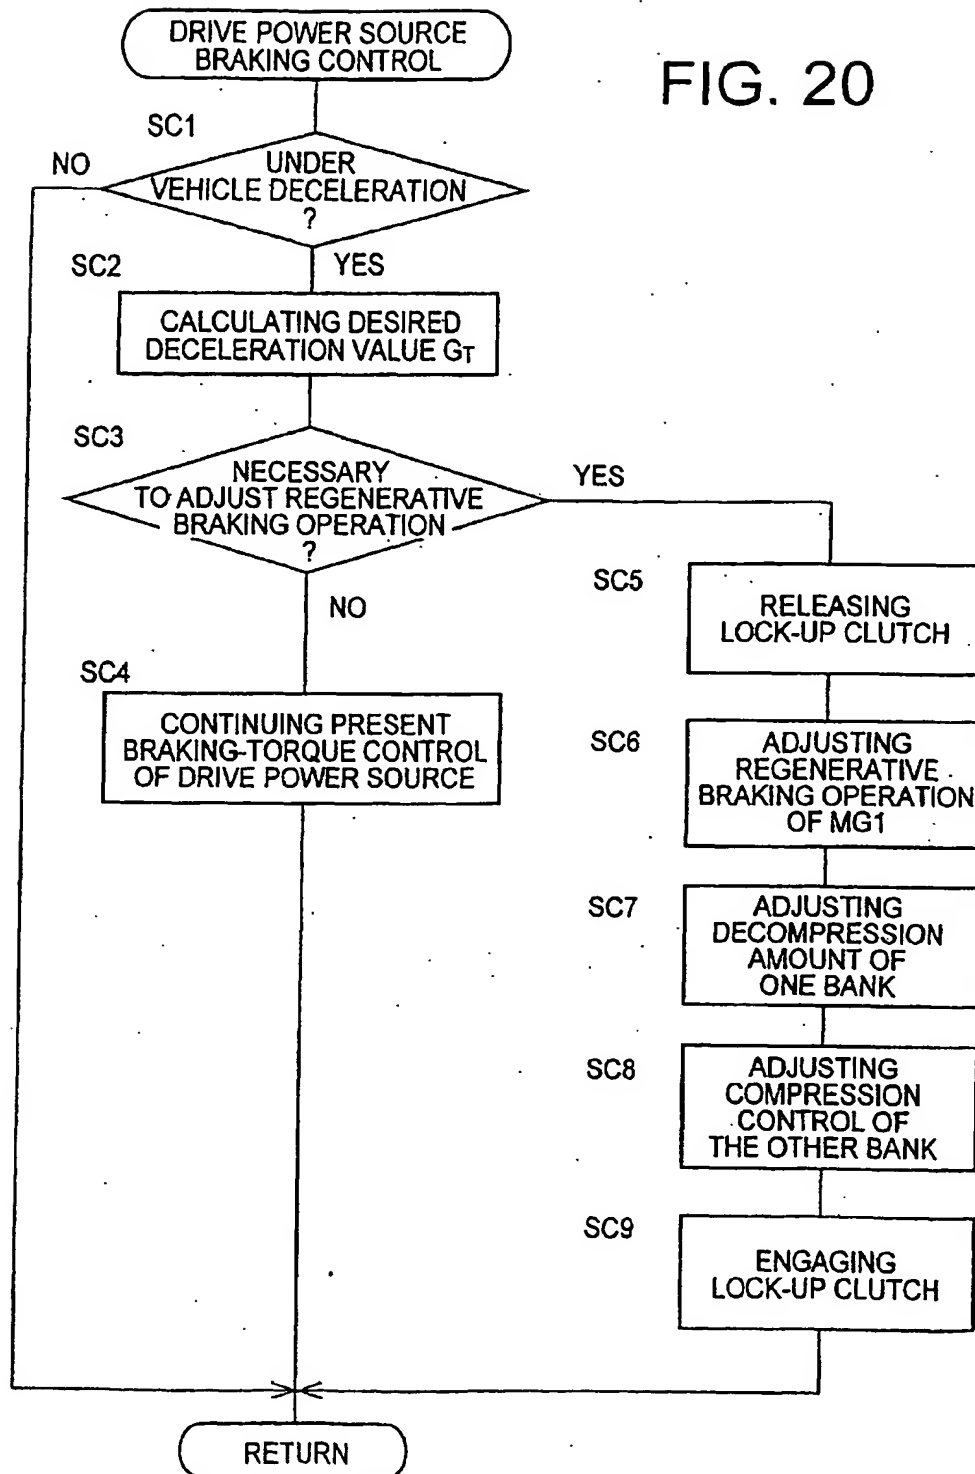 DRIVE POWER SOURCE
BRAKING CONTROL
FIG. 20
SC1
NO
UNDER
VEHICLE DECELERATION
?
SC2
YES
CALCULATING DESIRED
DECELERATION VALUE GT
SC3
NECESSARY
TO ADJUST REGENERATIVE
BRAKING OPERATION
?
YES
NO
SC4
CONTINUING PRESENT
BRAKING-TORQUE CONTROL
OF DRIVE POWER SOURCE
SC5
RELEASING
LOCK-UP CLUTCH
SC6
ADJUSTING
REGENERATIVE
BRAKING OPERATION
OF MG1
SC7
ADJUSTING
DECOMPRESSION
AMOUNT OF
ONE BANK
SC8
ADJUSTING
COMPRESSION
CONTROL OF
THE OTHER BANK
SC9
ENGAGING
LOCK-UP CLUTCH
RETURN